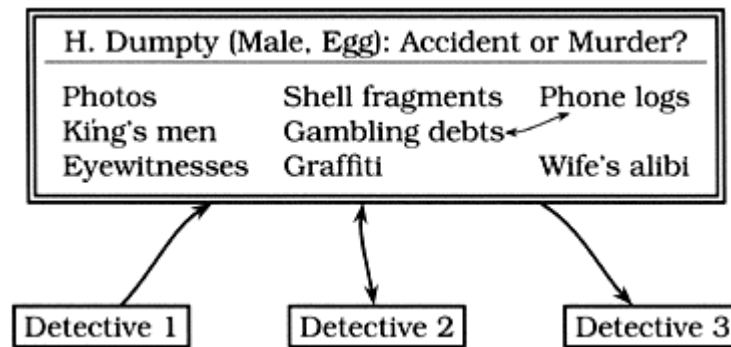 H. Dumpty (Male, Egg): Accident or Murder?
Photos Shell fragments Phone logs
King's men Gambling debts
Eyewitnesses Graffiti Wife's alibi
Detective 1 Detective 2 Detective 3